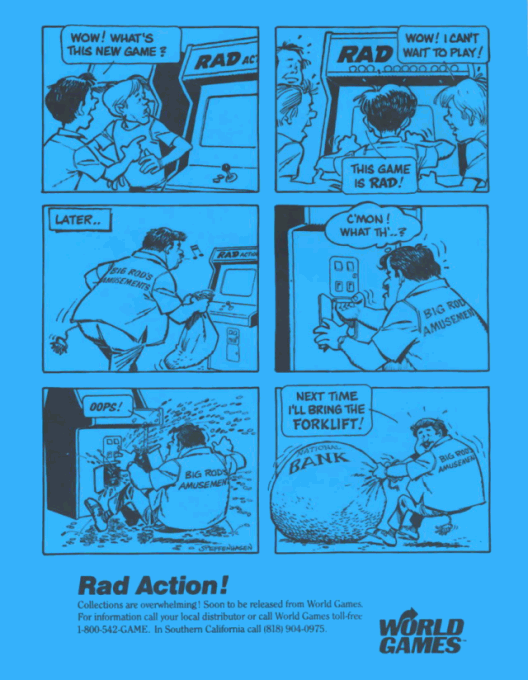 WOW! WHAT'S
THIS NEW GAME?
RAD AC
WOW! I CAN'T
WAIT TO PLAY!
RAD
THIS GAME
IS RAD!
LATER..
RAD ACTION
BIG ROD'S
AMUSEMENTS
C'MON!
WHAT TH'..?
BIG ROD
AMUSEMEN
OOPS!
BIG ROD'S
AMUSEMEN
STEFFENHAGEN
NEXT TIME
I'LL BRING THE
FORKLIFT!
NATIONAL
BANK
BIG ROD'S
AMUSEMEN
Rad Action!
Collections are overwhelming! Soon to be released from World Games.
For information call your local distributor or call World Games toll-free
1-800-542-GAME. In Southern California call (818) 904-0975.
WORLD
GAMES™